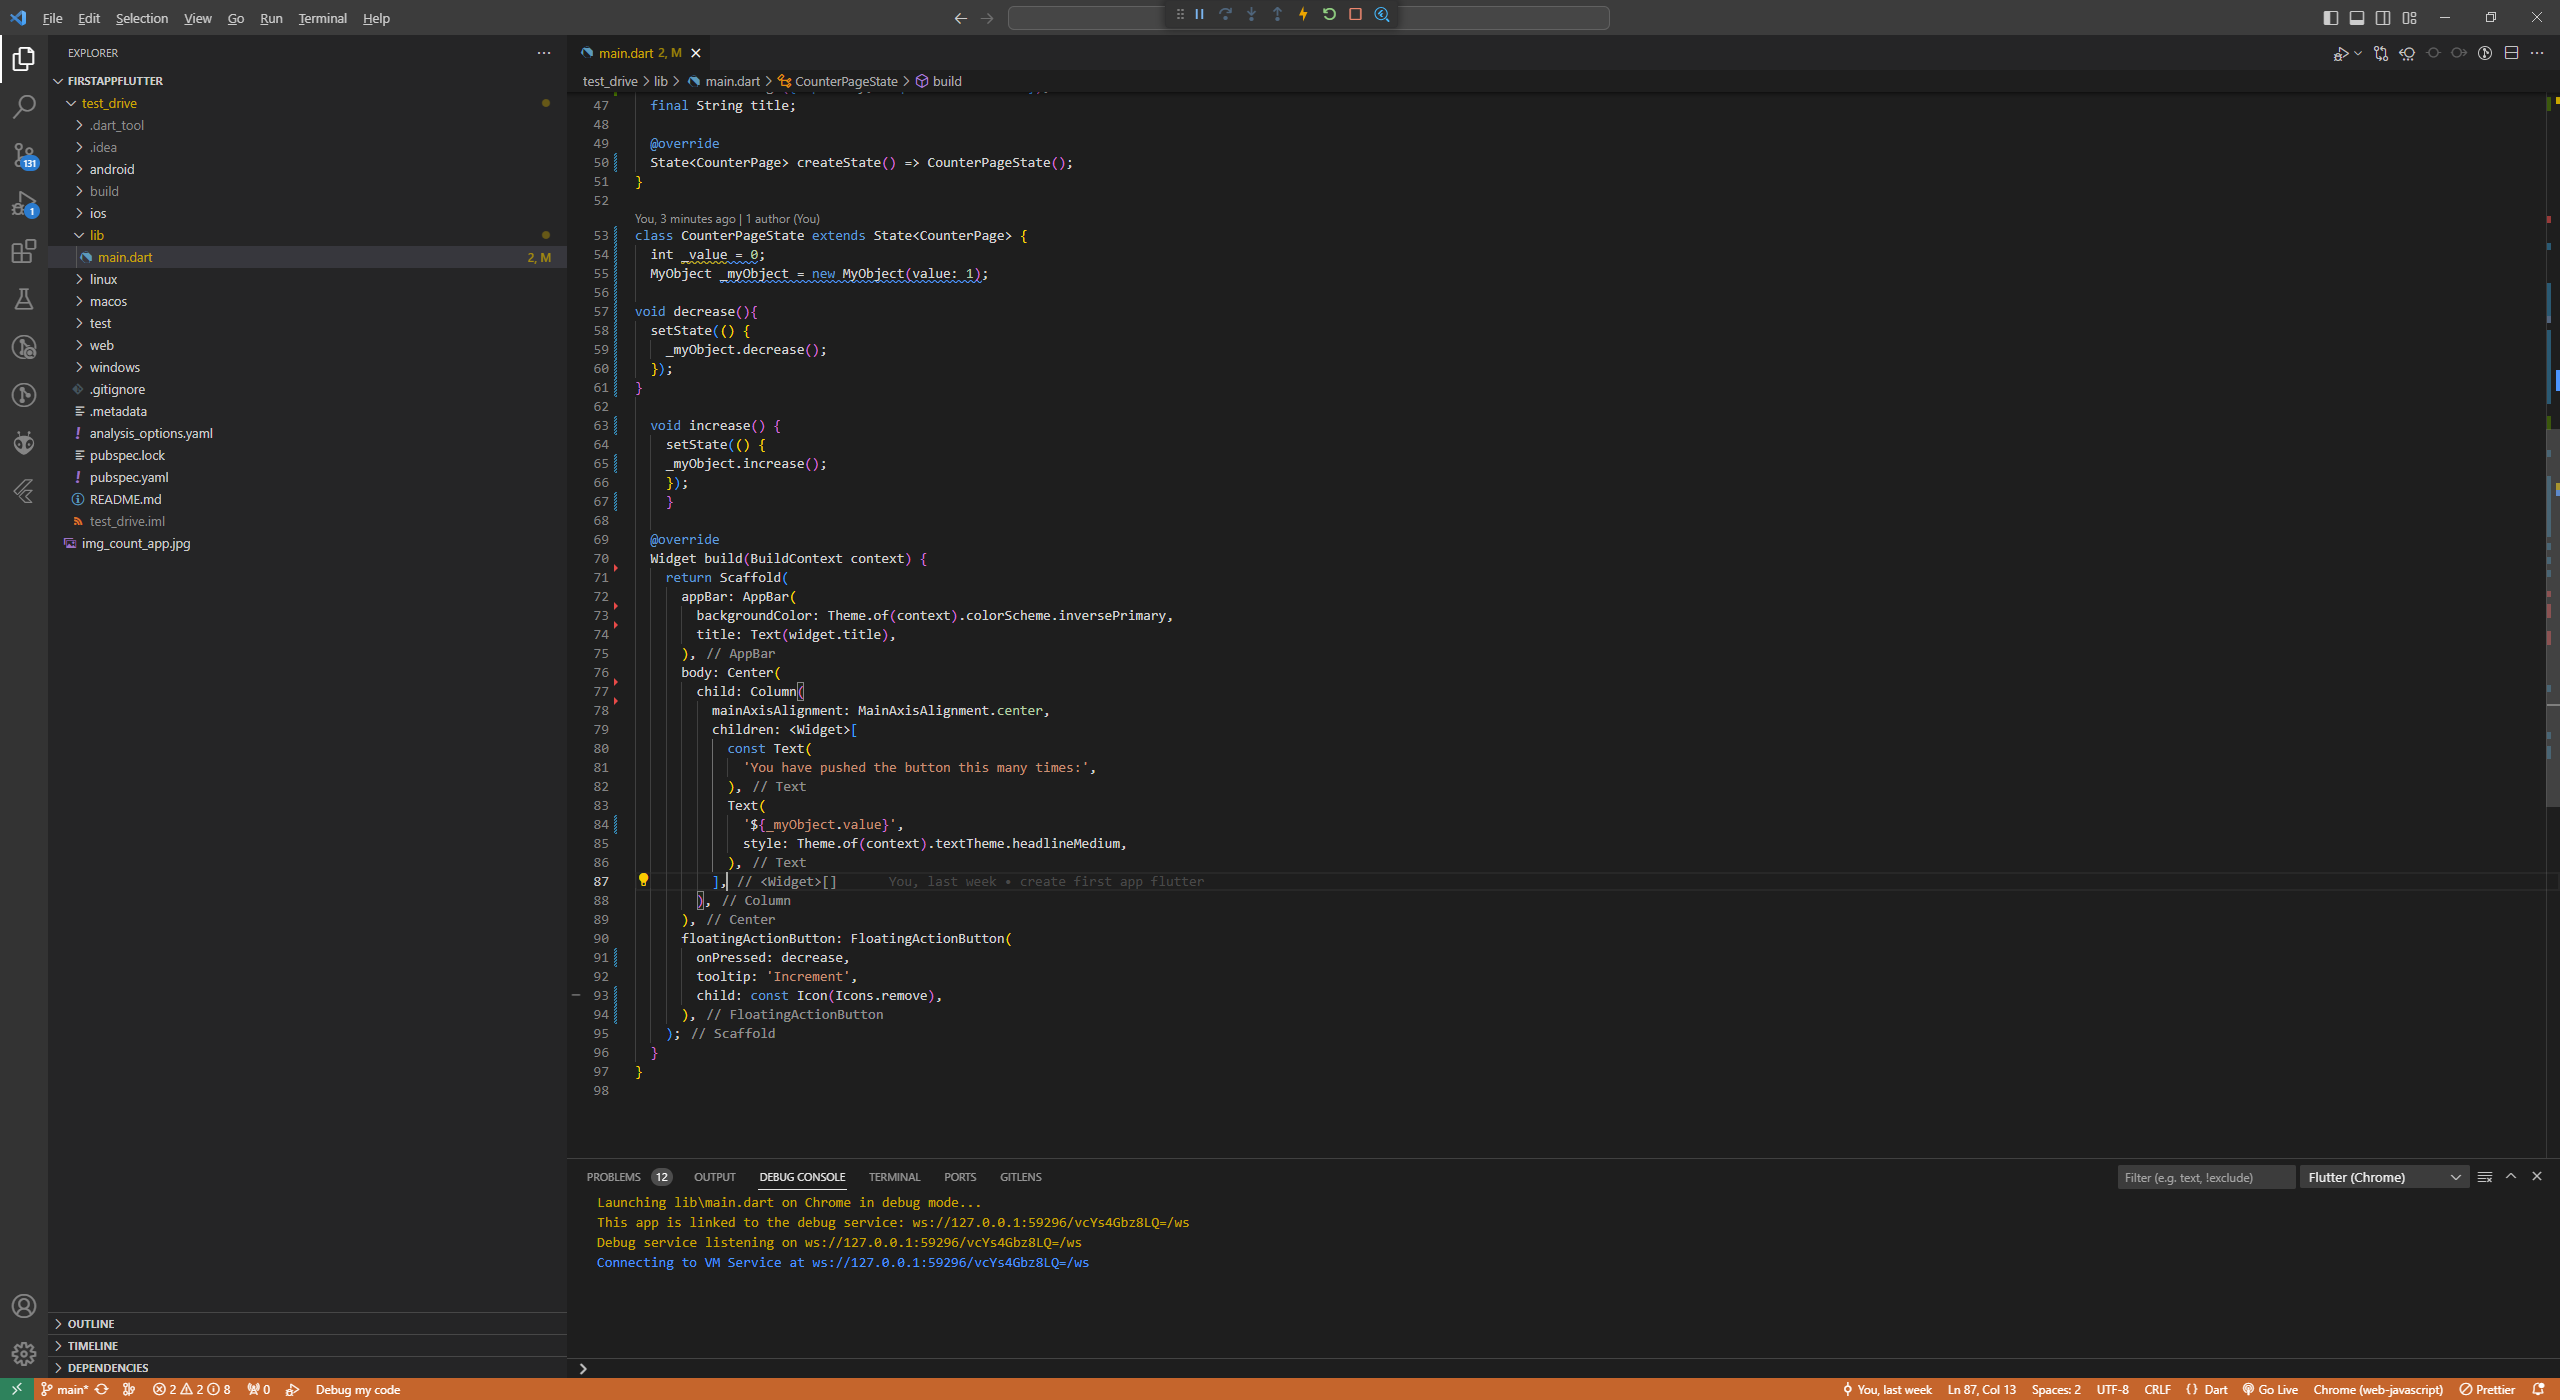 File Edit Selection View Go Run Terminal Help
EXPLORER
FIRSTAPPFLUTTER
test_drive
.dart_tool
.idea
android
build
ios
lib
main.dart 2, M
linux
macos
test
web
windows
.gitignore
.metadata
analysis_options.yaml
pubspec.lock
pubspec.yaml
README.md
test_drive.iml
img_count_app.jpg
131
1
OUTLINE
TIMELINE
DEPENDENCIES
main.dart 2, M
test_drive > lib > main.dart > CounterPageState > build
47 final String title;
48
49 @override
50 State<CounterPage> createState() => CounterPageState();
51 }
52
You, 3 minutes ago | 1 author (You)
53 class CounterPageState extends State<CounterPage> {
54 int _value = 0;
55 MyObject _myObject = new MyObject(value: 1);
56
57 void decrease(){
58 setState(() {
59 _myObject.decrease();
60 });
61 }
62
63 void increase() {
64 setState(() {
65 _myObject.increase();
66 });
67 }
68
69 @override
70 Widget build(BuildContext context) {
71 return Scaffold(
72 appBar: AppBar(
73 backgroundColor: Theme.of(context).colorScheme.inversePrimary,
74 title: Text(widget.title),
75 ), // AppBar
76 body: Center(
77 child: Column(
78 mainAxisAlignment: MainAxisAlignment.center,
79 children: <Widget>[
80 const Text(
81 'You have pushed the button this many times:',
82 ), // Text
83 Text(
84 '${_myObject.value}',
85 style: Theme.of(context).textTheme.headlineMedium,
86 ), // Text
87 ], // <Widget>[] You, last week • create first app flutter
88 ), // Column
89 ), // Center
90 floatingActionButton: FloatingActionButton(
91 onPressed: decrease,
92 tooltip: 'Increment',
93 child: const Icon(Icons.remove),
94 ), // FloatingActionButton
95 ); // Scaffold
96 }
97 }
98
PROBLEMS 12 OUTPUT DEBUG CONSOLE TERMINAL PORTS GITLENS
Filter (e.g. text, !exclude) Flutter (Chrome)
Launching lib\main.dart on Chrome in debug mode...
This app is linked to the debug service: ws://127.0.0.1:59296/vcYs4Gbz8LQ=/ws
Debug service listening on ws://127.0.0.1:59296/vcYs4Gbz8LQ=/ws
Connecting to VM Service at ws://127.0.0.1:59296/vcYs4Gbz8LQ=/ws
main* 2 2 8 0 Debug my code
You, last week Ln 87, Col 13 Spaces: 2 UTF-8 CRLF {} Dart Go Live Chrome (web-javascript) Prettier